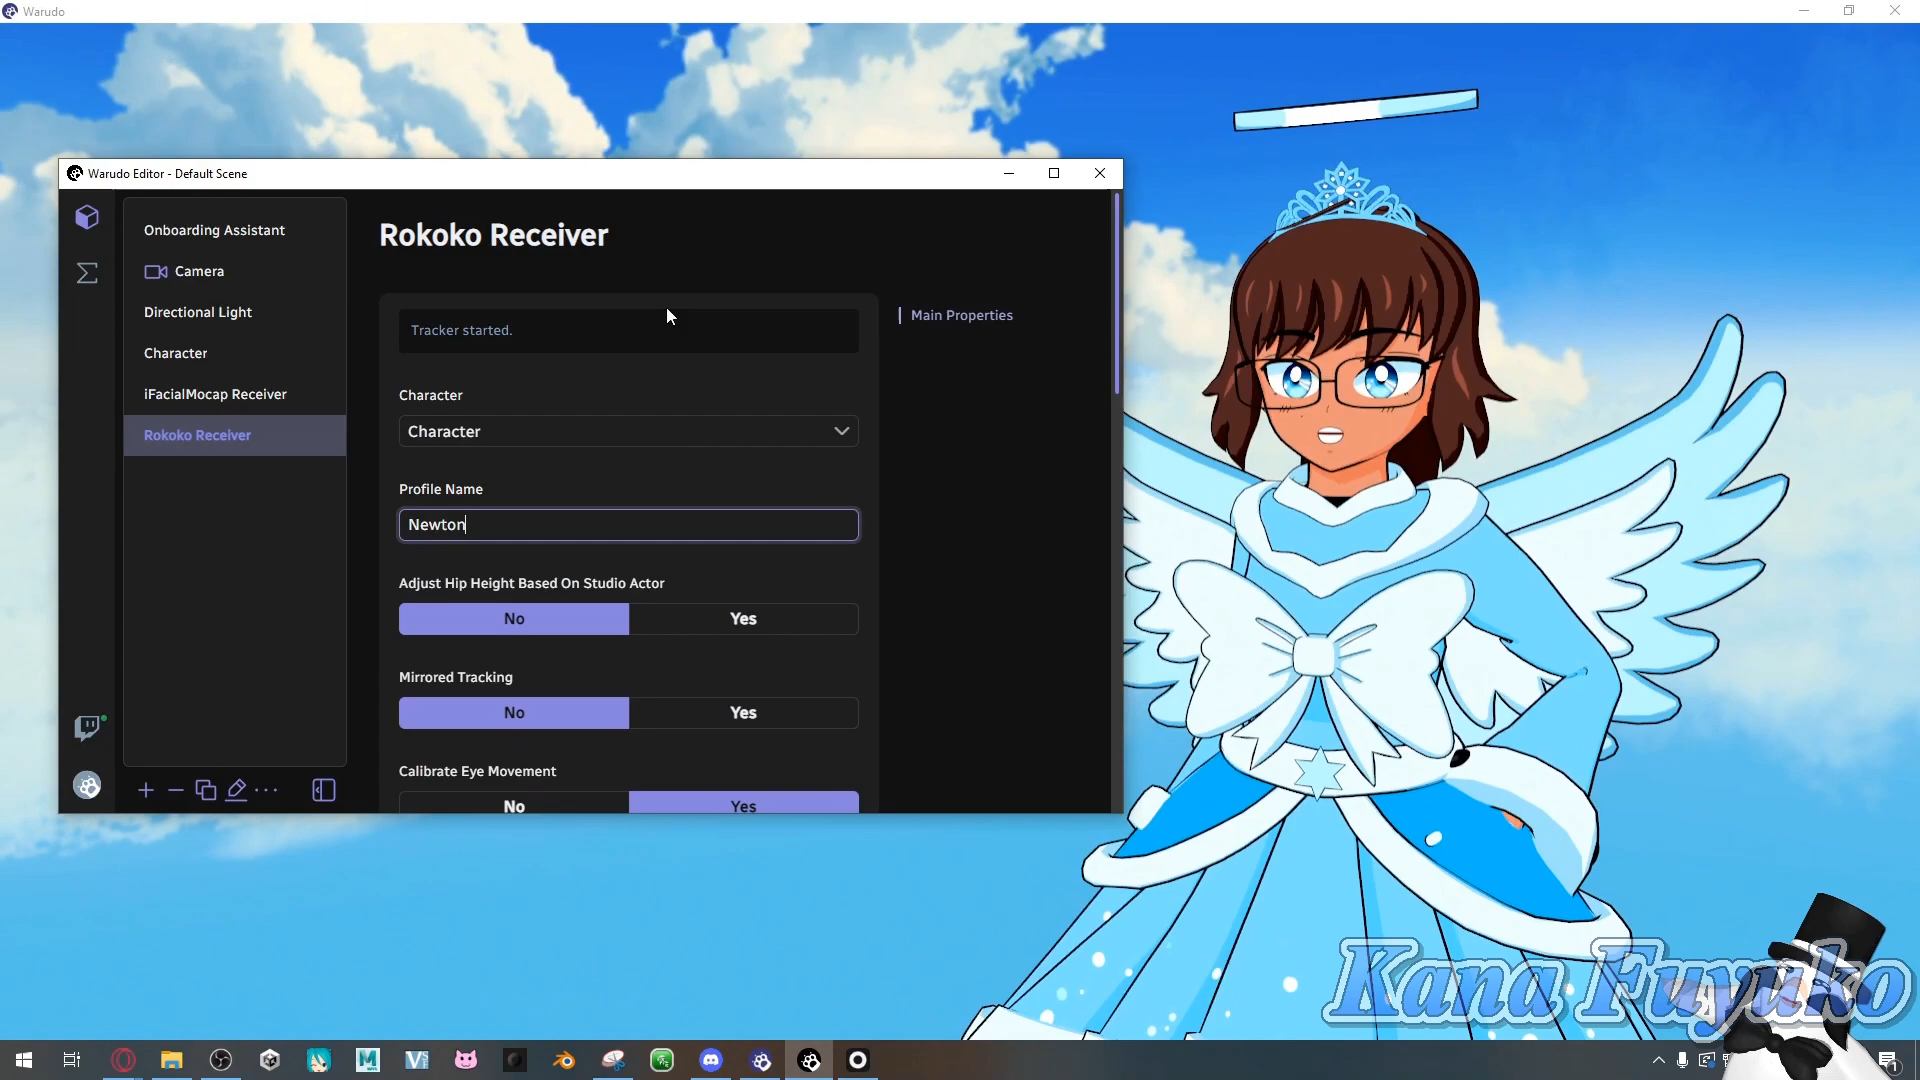 Warudo
Warudo Editor - Default Scene
Onboarding Assistant
Camera
Directional Light
Character
iFacialMocap Receiver
Rokoko Receiver
Rokoko Receiver
Tracker started.
Main Properties
Character
Character
Profile Name
Newton
Adjust Hip Height Based On Studio Actor
No
Yes
Mirrored Tracking
No
Yes
Calibrate Eye Movement
No
Yes
Kana Fuyuko